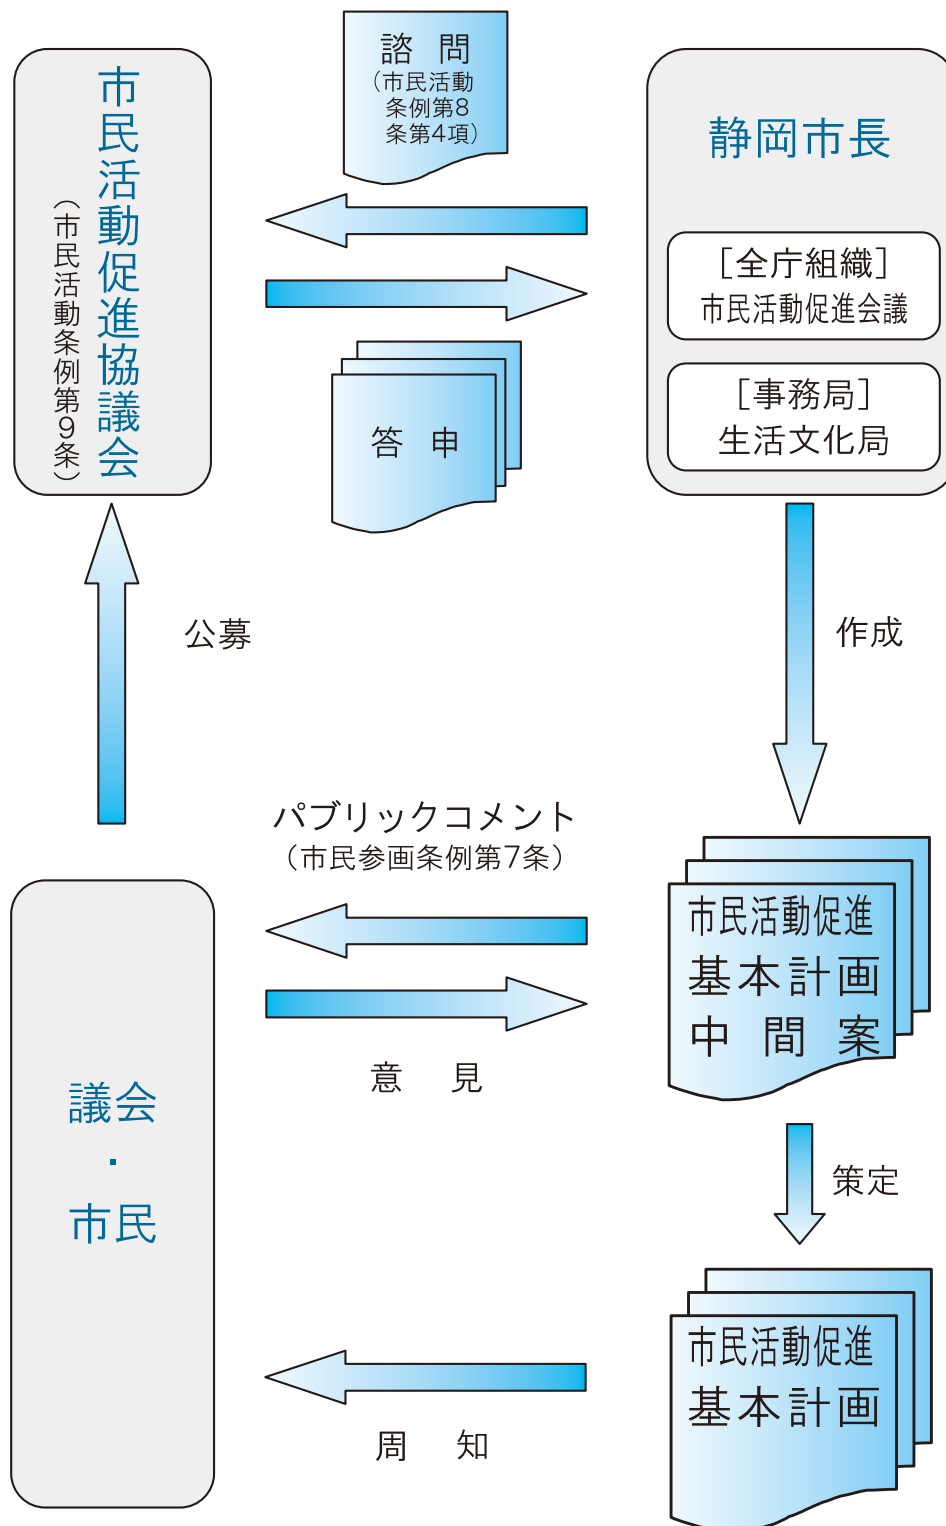 諮問
(市民活動
条例第8
条第4項)
市民活動促進協議会
(市民活動条例第9条)
静岡市長
[全庁組織]
市民活動促進会議
[事務局]
生活文化局
答申
公募
作成
パブリックコメント
(市民参画条例第7条)
市民活動促進
基本計画
中間案
意見
議会
・
市民
策定
市民活動促進
基本計画
周知